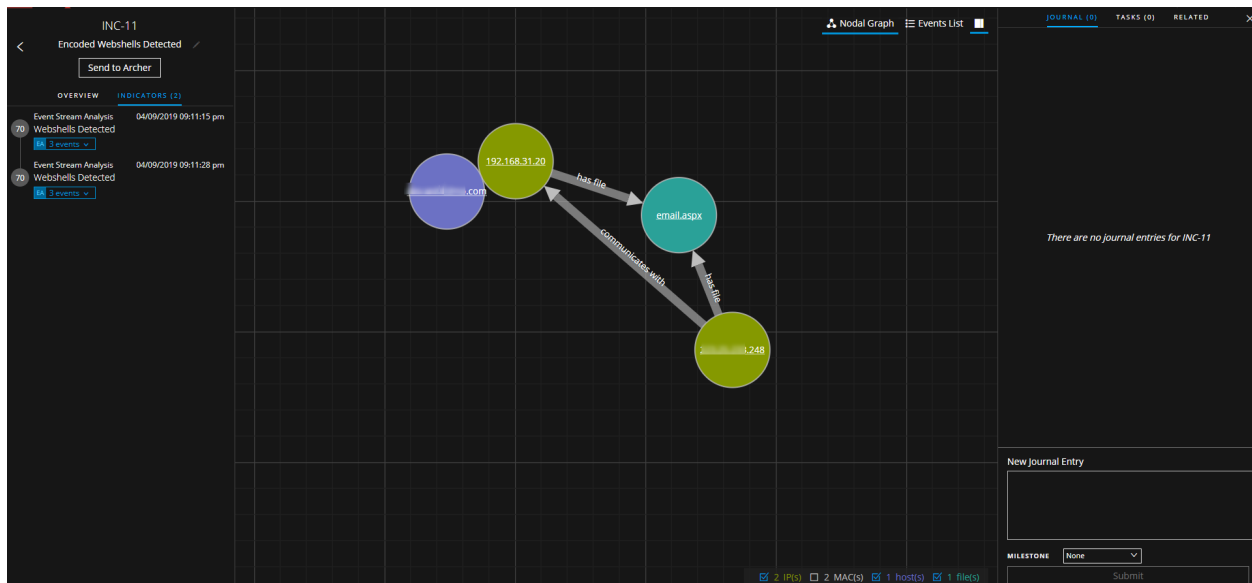 INC-11
Encoded Webshells Detected
Send to Archer
OVERVIEW INDICATORS (2)
Event Stream Analysis 04/09/2019 09:11:15 pm
70 Webshells Detected
EA 3 events
Event Stream Analysis 04/09/2019 09:11:28 pm
70 Webshells Detected
EA 3 events
Nodal Graph Events List
192.168.31.20
.com
has file
email.aspx
communicates with
has file
.248
2 IP(s) 2 MAC(s) 1 host(s) 1 file(s)
JOURNAL (0) TASKS (0) RELATED
There are no journal entries for INC-11
New Journal Entry
MILESTONE None
Submit